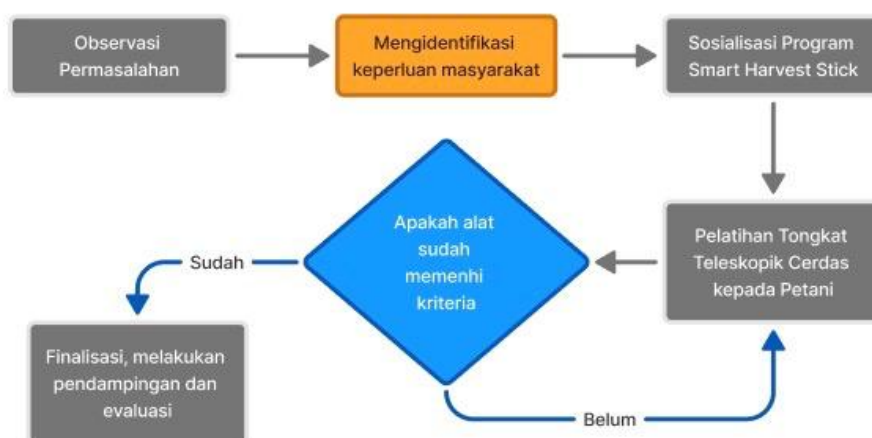 Observasi
Permasalahan
Mengidentifikasi
keperluan masyarakat
Sosialisasi Program
Smart Harvest Stick
Pelatihan Tongkat
Teleskopik Cerdas
kepada Petani
Apakah alat
sudah
memenhi
kriteria
Sudah
Finalisasi, melakukan
pendampingan dan
evaluasi
Belum